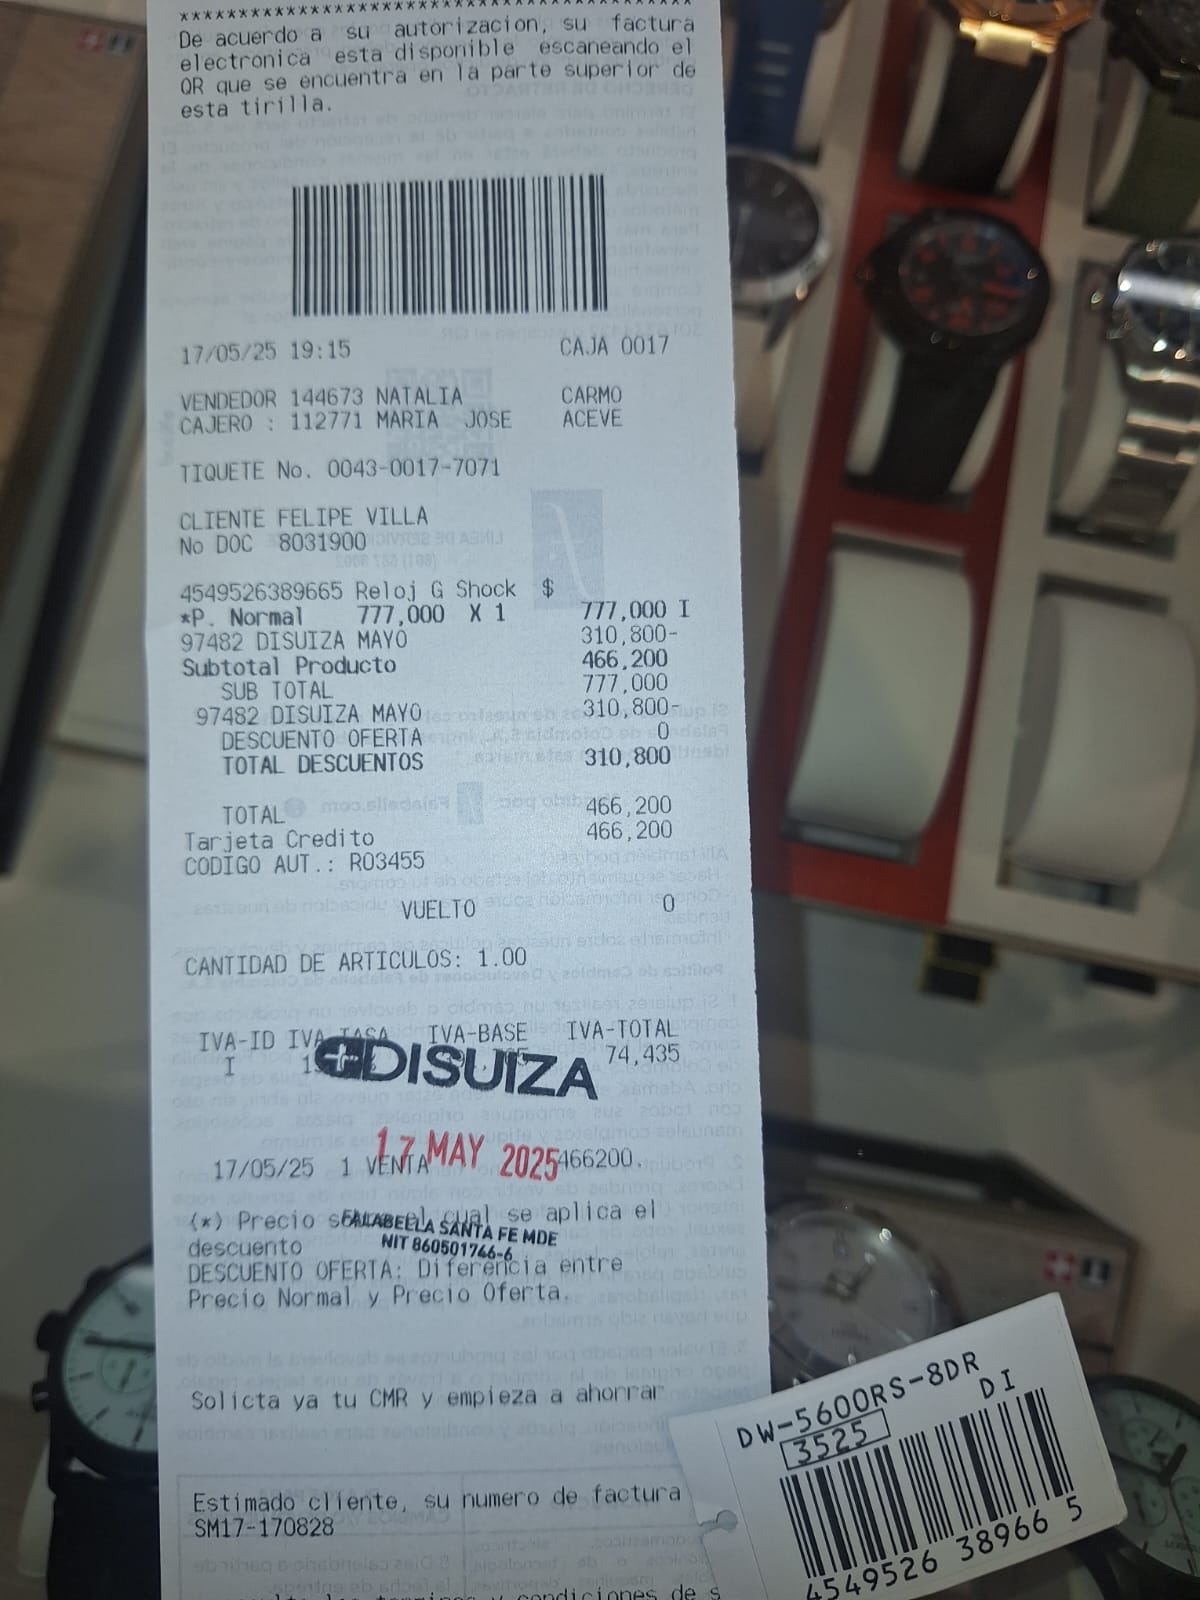 ****************************************
De acuerdo a su autorizacion, su factura
electronica esta disponible escaneando el
QR que se encuentra en la parte superior de
esta tirilla.
17/05/25 19:15 CAJA 0017
VENDEDOR 144673 NATALIA CARMO
CAJERO : 112771 MARIA JOSE ACEVE
TIQUETE No. 0043-0017-7071
CLIENTE FELIPE VILLA
No DOC 8031900
4549526389665 Reloj G Shock $
*P. Normal 777,000 X 1 777,000 I
97482 DISUIZA MAYO 310,800-
Subtotal Producto 466,200
SUB TOTAL 777,000
97482 DISUIZA MAYO 310,800-
DESCUENTO OFERTA 0
TOTAL DESCUENTOS 310,800
TOTAL 466,200
Tarjeta Credito 466,200
CODIGO AUT.: R03455
VUELTO 0
CANTIDAD DE ARTICULOS: 1.00
IVA-ID IVA TASA IVA-BASE IVA-TOTAL
I 74,435
DISUIZA
17 MAY 2025
17/05/25 1 VENTA 466200.
(*) Precio el cual se aplica el
FALABELLA SANTA FE MDE
NIT 860501746-6
descuento
DESCUENTO OFERTA: Diferencia entre
Precio Normal y Precio Oferta.
Solicta ya tu CMR y empieza a ahorrar
Estimado cliente, su numero de factura
SM17-170828
condiciones de s
DW-5600RS-8DR
3525 DI
4549526 38966 5